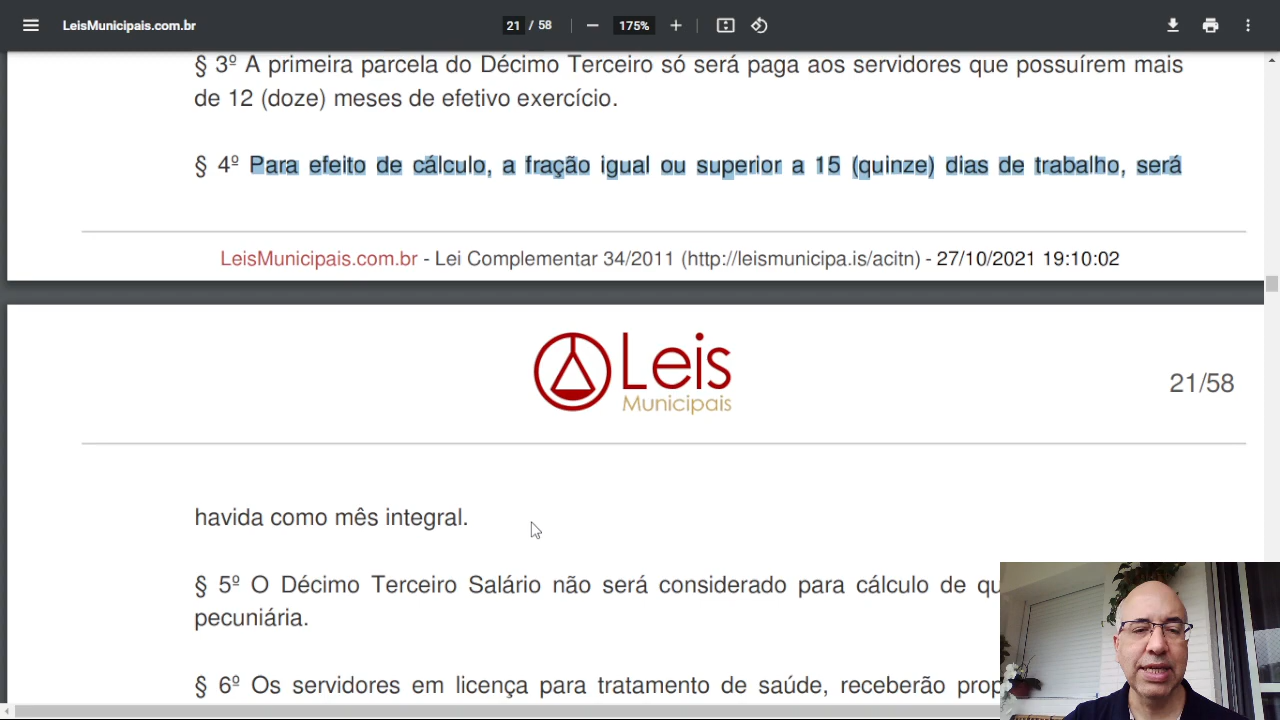 LeisMunicipais.com.br
21 / 58
175%
§ 3º A primeira parcela do Décimo Terceiro só será paga aos servidores que possuírem mais
de 12 (doze) meses de efetivo exercício.
§ 4º Para efeito de cálculo, a fração igual ou superior a 15 (quinze) dias de trabalho, será
LeisMunicipais.com.br - Lei Complementar 34/2011 (http://leismunicipa.is/acitn) - 27/10/2021 19:10:02
Leis
Municipais
21/58
havida como mês integral.
§ 5º O Décimo Terceiro Salário não será considerado para cálculo de
pecuniária.
§ 6º Os servidores em licença para tratamento de saúde, receberão